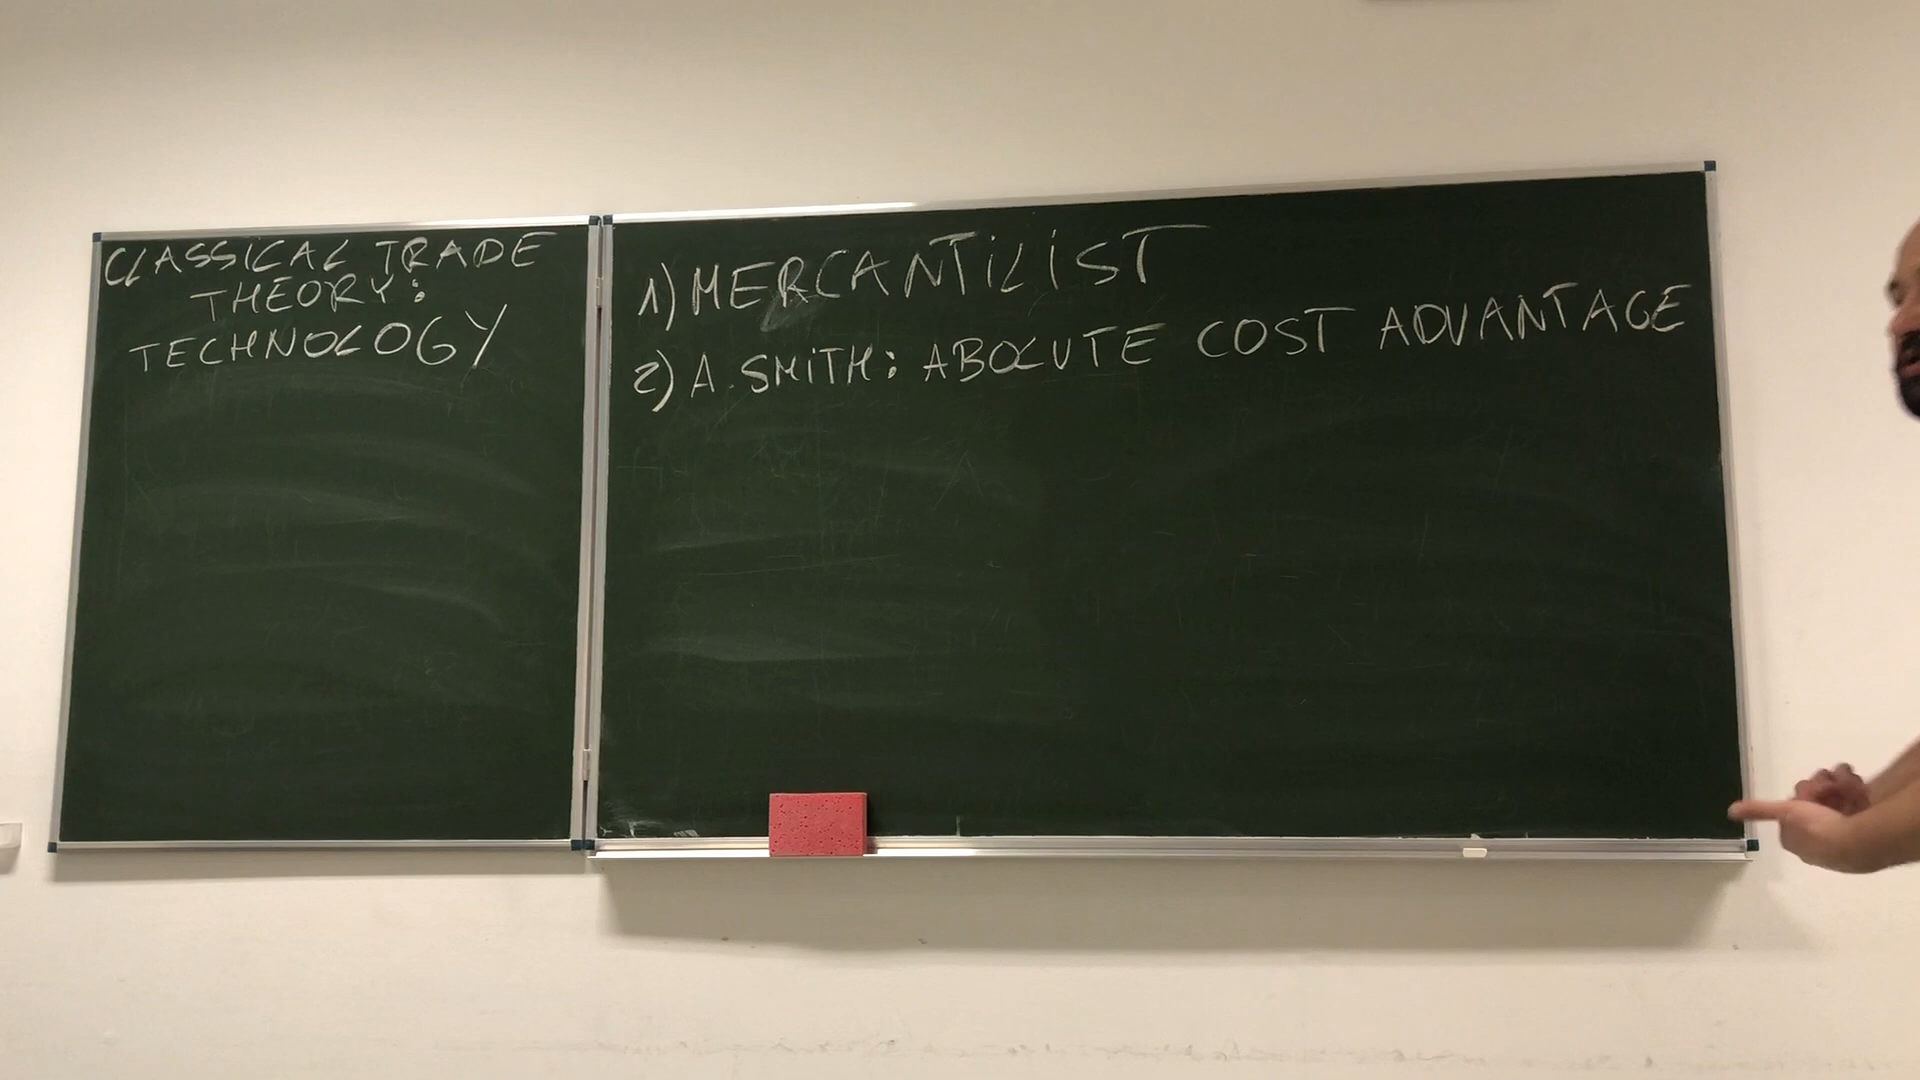 CLASSICAL TRADE
THEORY:
TECHNOLOGY
1) MERCANTILIST
2) A. SMITH: ABOLUTE COST ADVANTAGE